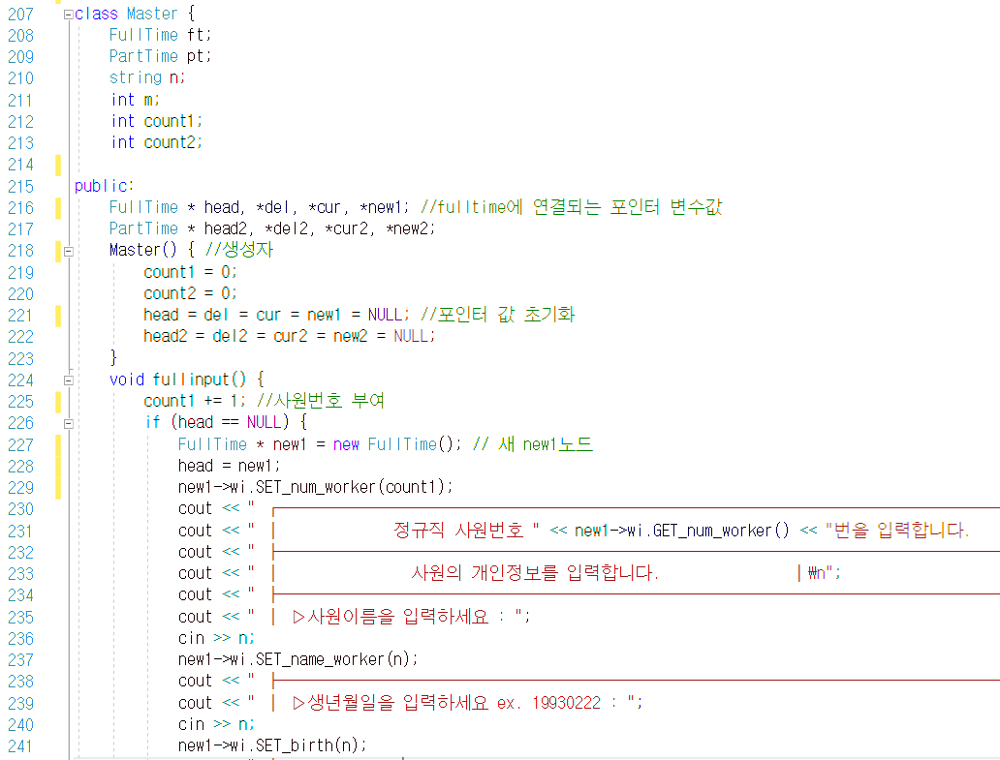 207 class Master {
208 FullTime ft;
209 PartTime pt;
210 string n;
211 int m;
212 int count1;
213 int count2;
214
215 public:
216 FullTime * head, *del, *cur, *new1; //fulltime에 연결되는 포인터 변수값
217 PartTime * head2, *del2, *cur2, *new2;
218 Master() { //생성자
219 count1 = 0;
220 count2 = 0;
221 head = del = cur = new1 = NULL; //포인터 값 초기화
222 head2 = del2 = cur2 = new2 = NULL;
223 }
224 void fullinput() {
225 count1 += 1; //사원번호 부여
226 if (head == NULL) {
227 FullTime * new1 = new FullTime(); // 새 new1노드
228 head = new1;
229 new1->wi.SET_num_worker(count1);
230 cout << " ┌──────────────────────────────
231 cout << " │ 정규직 사원번호 " << new1->wi.GET_num_worker() << "번을 입력합니다.
232 cout << " ├──────────────────────────────
233 cout << " │ 사원의 개인정보를 입력합니다. │₩n";
234 cout << " ├──────────────────────────────
235 cout << " │ ▷사원이름을 입력하세요 : ";
236 cin >> n;
237 new1->wi.SET_name_worker(n);
238 cout << " ├──────────────────────────────
239 cout << " │ ▷생년월일을 입력하세요 ex. 19930222 : ";
240 cin >> n;
241 new1->wi.SET_birth(n);